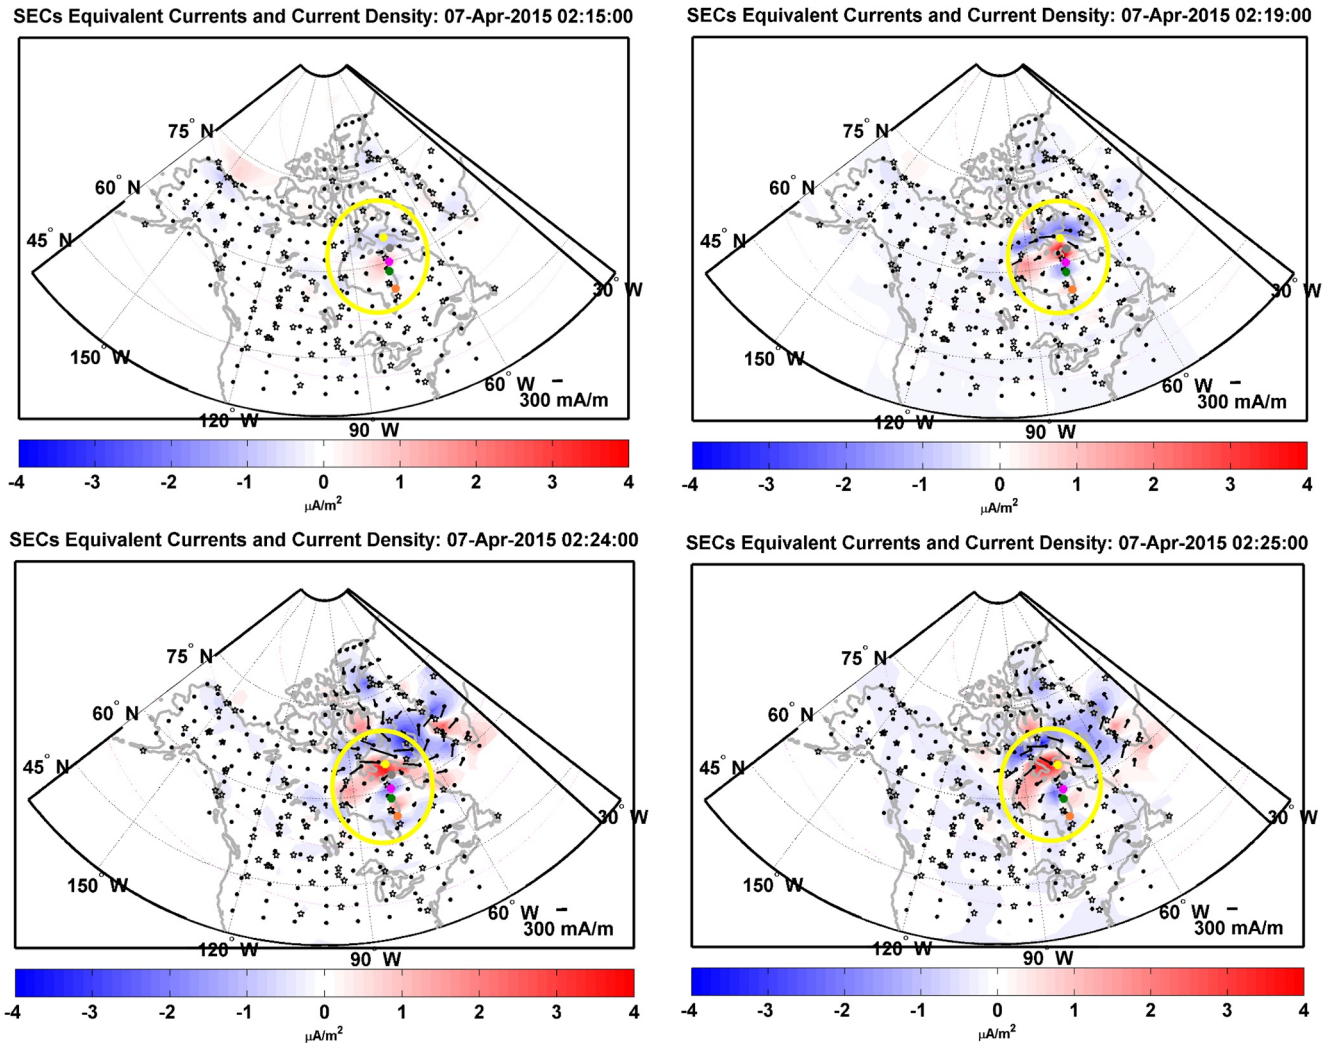 SECs Equivalent Currents and Current Density: 07-Apr-2015 02:15:00
75° N
60° N
45° N
30° W
150° W
60° W
300 mA/m
120° W
90° W
-4 -3 -2 -1 0 1 2 3 4
μA/m²
SECs Equivalent Currents and Current Density: 07-Apr-2015 02:19:00
75° N
60° N
45° N
30° W
150° W
60° W
300 mA/m
120° W
90° W
-4 -3 -2 -1 0 1 2 3 4
μA/m²
SECs Equivalent Currents and Current Density: 07-Apr-2015 02:24:00
75° N
60° N
45° N
30° W
150° W
60° W
300 mA/m
120° W
90° W
-4 -3 -2 -1 0 1 2 3 4
μA/m²
SECs Equivalent Currents and Current Density: 07-Apr-2015 02:25:00
75° N
60° N
45° N
30° W
150° W
60° W
300 mA/m
120° W
90° W
-4 -3 -2 -1 0 1 2 3 4
μA/m²